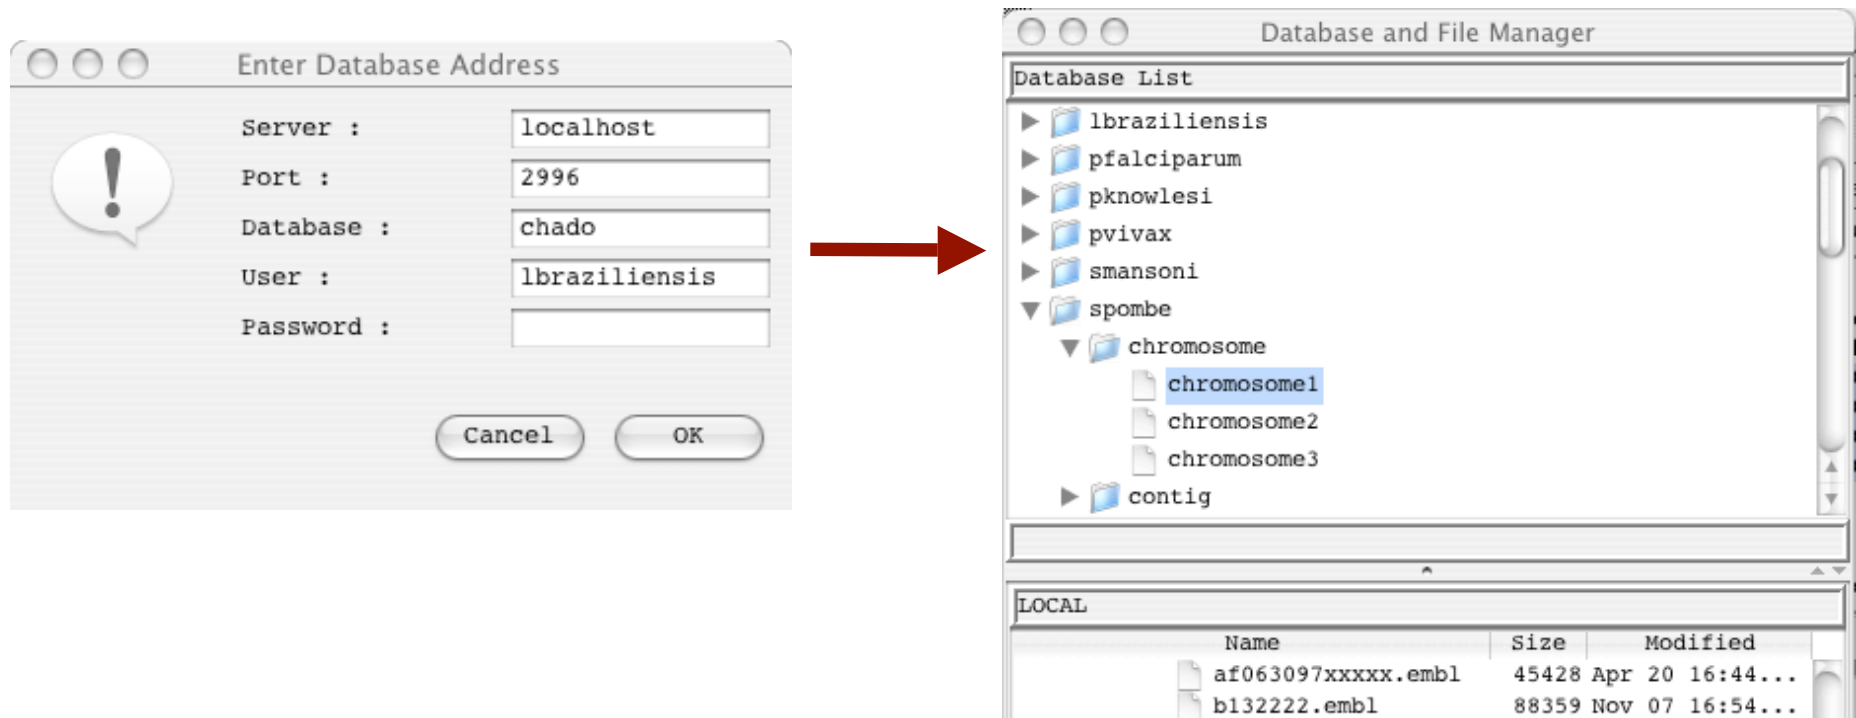 Enter Database Address
Server : localhost
Port : 2996
Database : chado
User : lbraziliensis
Password :
Cancel OK
Database and File Manager
Database List
lbraziliensis
pfalciparum
pknowlesi
pvivax
smansoni
spombe
chromosome
chromosome1
chromosome2
chromosome3
contig
LOCAL
Name Size Modified
af063097xxxxx.embl 45428 Apr 20 16:44...
b132222.embl 88359 Nov 07 16:54...